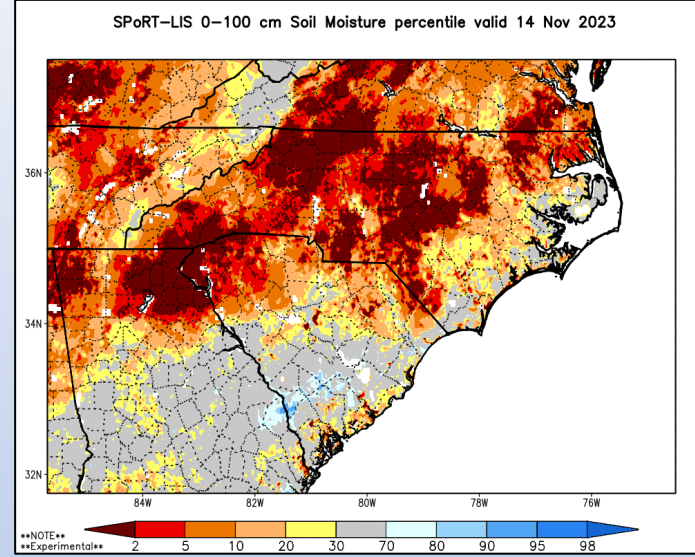 SPoRT-LIS 0-100 cm Soil Moisture percentile valid 14 Nov 2023
36N
34N
32N
84W 82W 80W 78W 76W
**NOTE**
**Experimental**
2 5 10 20 30 70 80 90 95 98